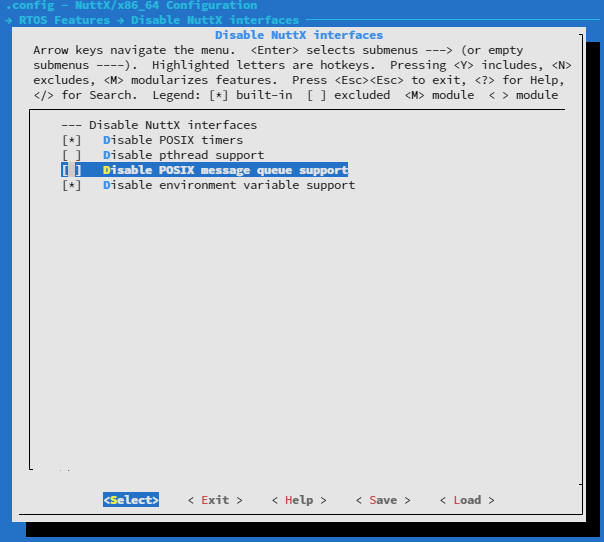 .config - NuttX/x86_64 Configuration
→ RTOS Features → Disable NuttX interfaces
Disable NuttX interfaces
Arrow keys navigate the menu. <Enter> selects submenus ---> (or empty
submenus ----). Highlighted letters are hotkeys. Pressing <Y> includes, <N>
excludes, <M> modularizes features. Press <Esc><Esc> to exit, <?> for Help,
</> for Search. Legend: [*] built-in [ ] excluded <M> module < > module
--- Disable NuttX interfaces
[*] Disable POSIX timers
[ ] Disable pthread support
[ ] Disable POSIX message queue support
[*] Disable environment variable support
<Select> < Exit > < Help > < Save > < Load >